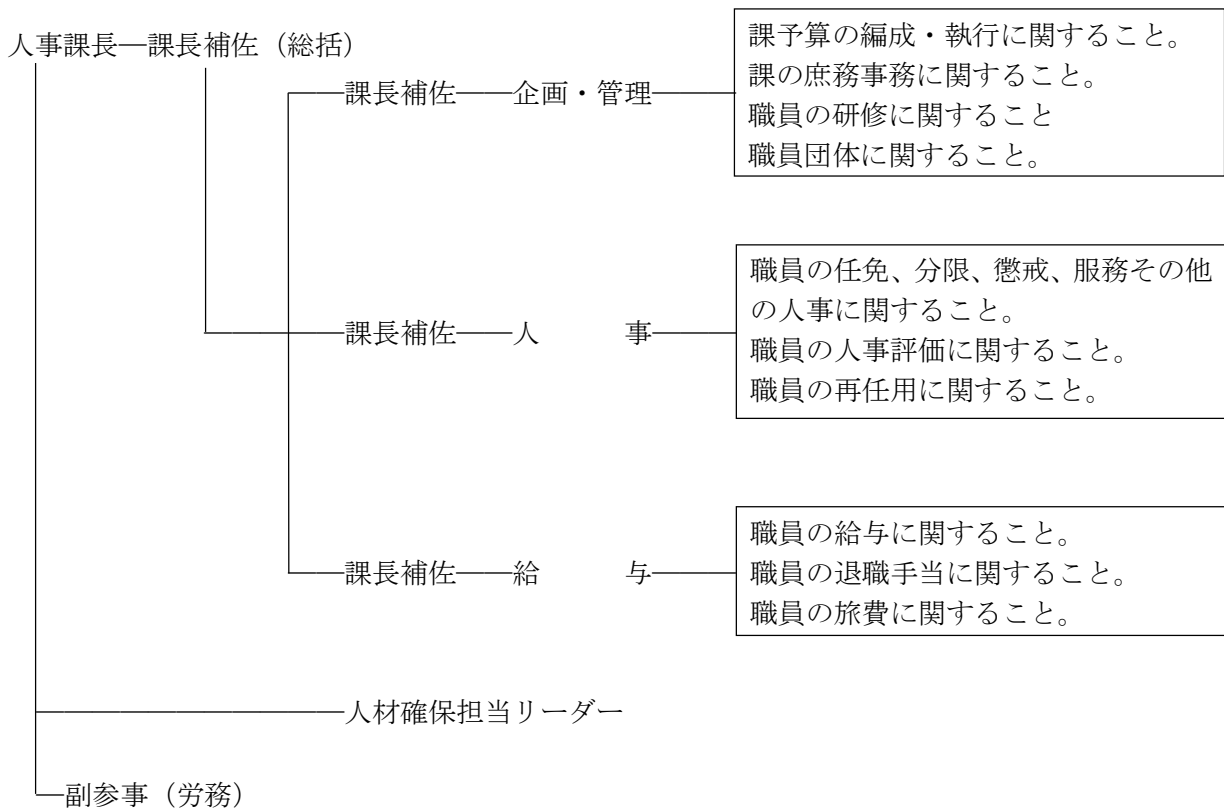 人事課長―課長補佐（総括）
課長補佐――企画・管理
課予算の編成・執行に関すること。
課の庶務事務に関すること。
職員の研修に関すること
職員団体に関すること。
課長補佐――人　　　事
職員の任免、分限、懲戒、服務その他
の人事に関すること。
職員の人事評価に関すること。
職員の再任用に関すること。
課長補佐――給　　　与
職員の給与に関すること。
職員の退職手当に関すること。
職員の旅費に関すること。
人材確保担当リーダー
副参事（労務）